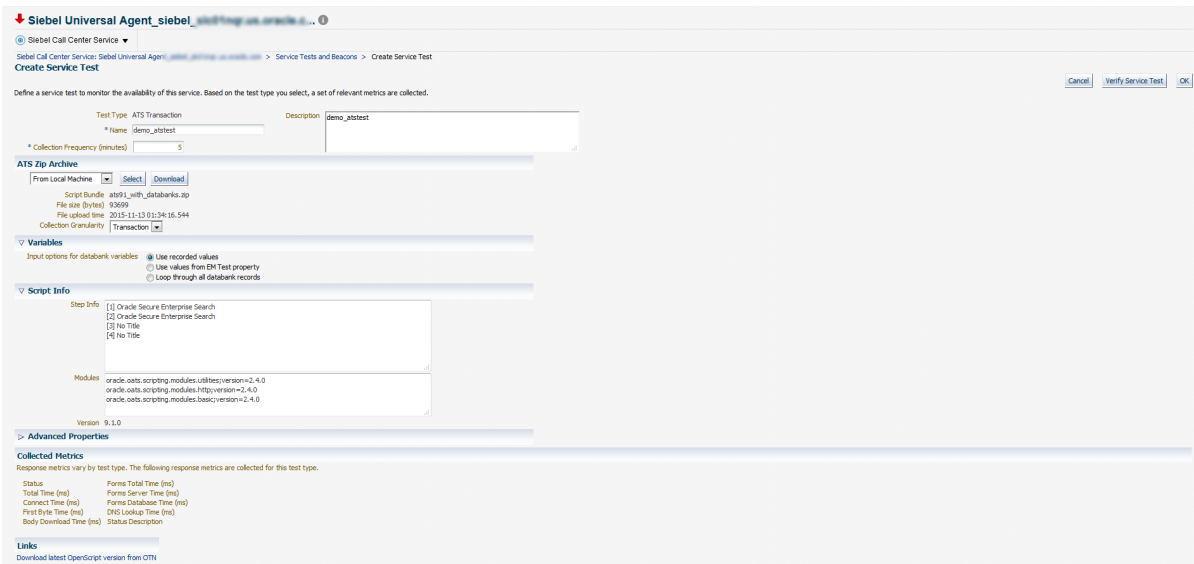 Siebel Universal Agent_siebel_
Siebel Call Center Service
Siebel Call Center Service: Siebel Universal Agent > Service Tests and Beacons > Create Service Test
Create Service Test
Cancel Verify Service Test OK
Define a service test to monitor the availability of this service. Based on the test type you select, a set of relevant metrics are collected.
Test Type ATS Transaction Description demo_atstest
* Name demo_atstest
* Collection Frequency (minutes) 5
ATS Zip Archive
From Local Machine Select Download
Script Bundle ats91_with_databanks.zip
File size (bytes) 93699
File upload time 2015-11-13 01:34:16.544
Collection Granularity Transaction
Variables
Input options for databank variables Use recorded values
Use values from EM Test property
Loop through all databank records
Script Info
Step Info [1] Oracle Secure Enterprise Search
[2] Oracle Secure Enterprise Search
[3] No Title
[4] No Title
Modules oracle.oats.scripting.modules.utilities;version=2.4.0
oracle.oats.scripting.modules.http;version=2.4.0
oracle.oats.scripting.modules.basic;version=2.4.0
Version 9.1.0
Advanced Properties
Collected Metrics
Response metrics vary by test type. The following response metrics are collected for this test type.
Status Forms Total Time (ms)
Total Time (ms) Forms Server Time (ms)
Connect Time (ms) Forms Database Time (ms)
First Byte Time (ms) DNS Lookup Time (ms)
Body Download Time (ms) Status Description
Links
Download latest OpenScript version from OTN